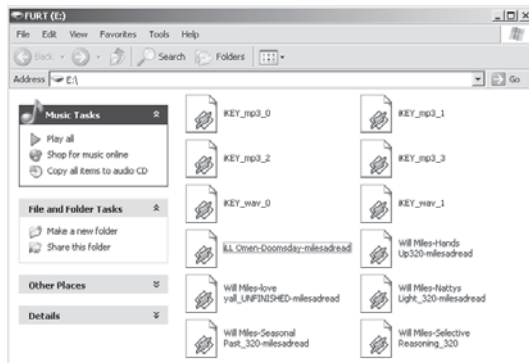 FURT (E:)
File Edit View Favorites Tools Help
Back Search Folders
Address E:\ Go
Music Tasks
Play all
Shop for music online
Copy all items to audio CD
File and Folder Tasks
Make a new folder
Share this folder
Other Places
Details
iKEY_mp3_0
iKEY_mp3_1
iKEY_mp3_2
iKEY_mp3_3
iKEY_wav_0
iKEY_wav_1
iLL Omen-Doomsday-milesadread
Will Miles-Hands
Up320-milesadread
Will Miles-love
yall_UNFINISHED-milesadread
Will Miles-Nattys
Light_320-milesadread
Will Miles-Seasonal
Past_320-milesadread
Will Miles-Selective
Reasoning_320